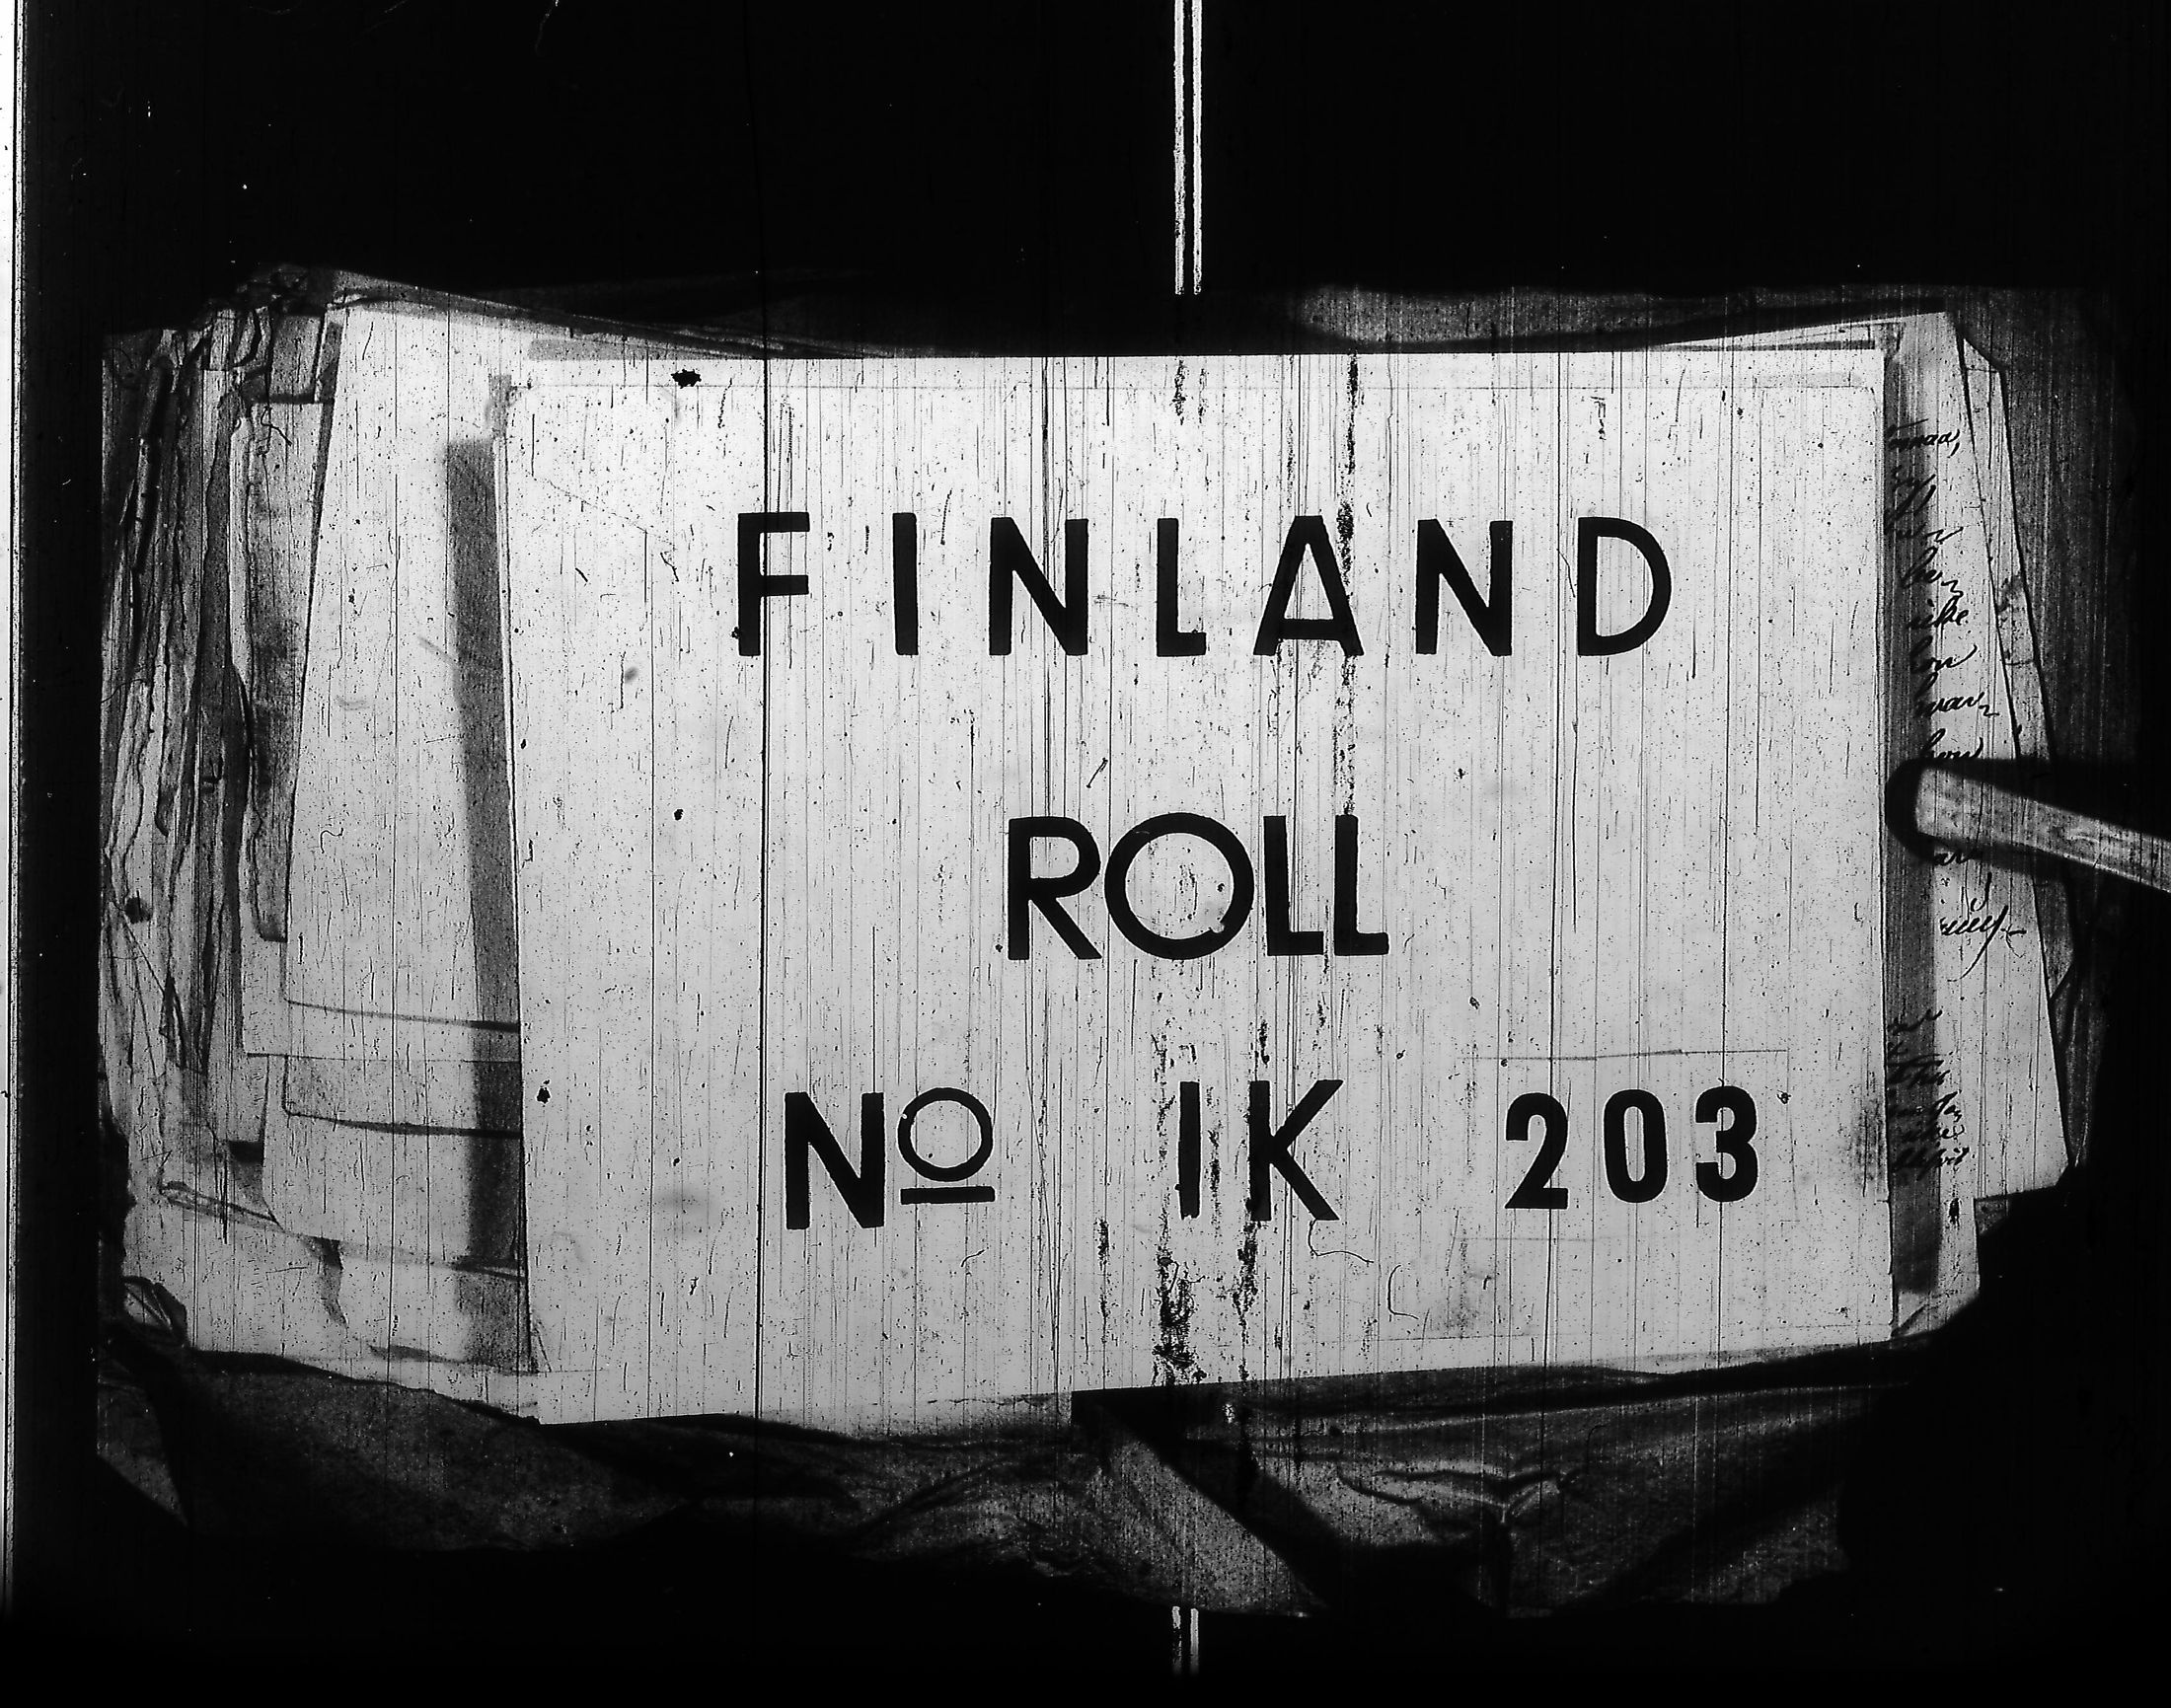 FINLAND
ROLL
Nº IK 203